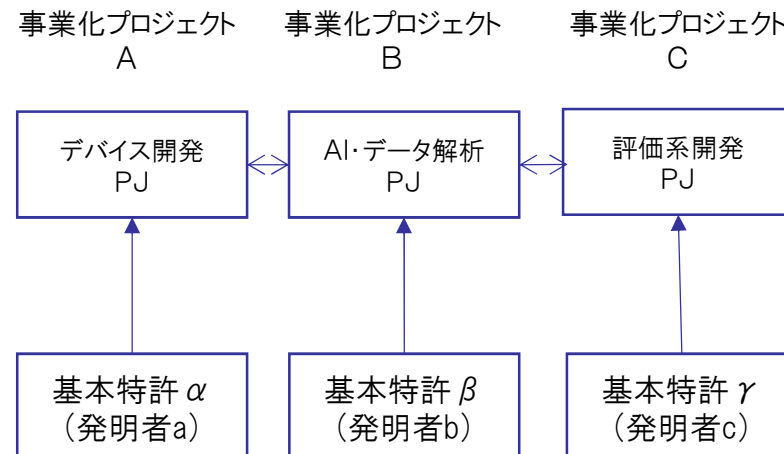 事業化プロジェクト
A
事業化プロジェクト
B
事業化プロジェクト
C
デバイス開発
PJ
AI・データ解析
PJ
評価系開発
PJ
基本特許α
（発明者a）
基本特許β
（発明者b）
基本特許γ
（発明者c）